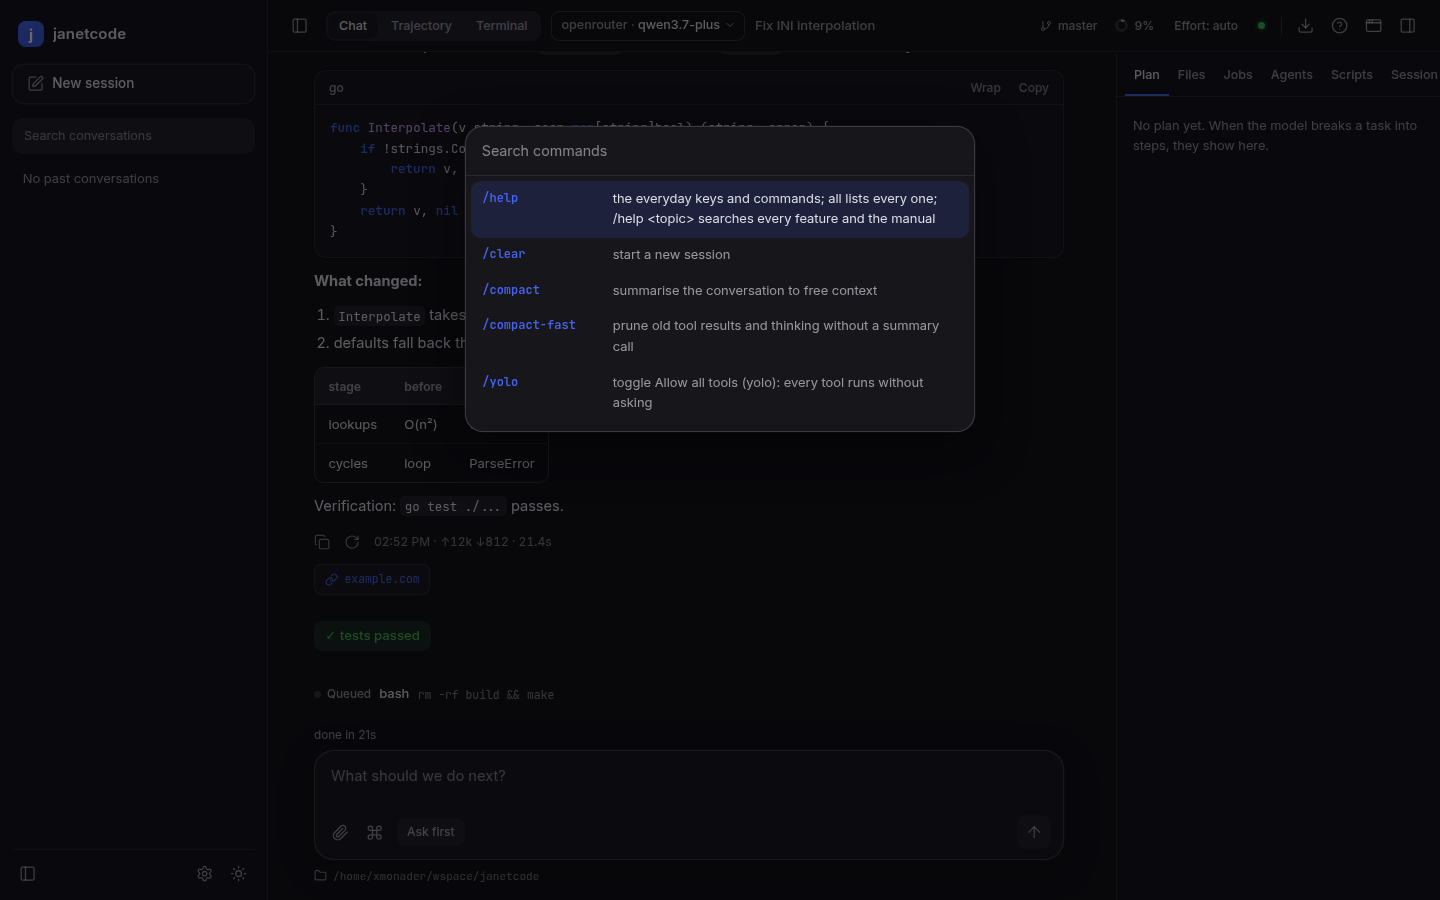 janetcode
New session
Search conversations
No past conversations
Chat
Trajectory
Terminal
openrouter · qwen3.7-plus
Fix INI interpolation
master
9%
Effort: auto
go
Wrap
Copy
func Interpolate(v
if !strings.Co
return v,
}
return v, nil
}
What changed:
1. Interpolate takes
2. defaults fall back th
stage before
lookups O(n²)
cycles loop ParseError
Verification: go test ./... passes.
02:52 PM · ↑12k ↓812 · 21.4s
example.com
✓ tests passed
Queued bash rm -rf build && make
done in 21s
What should we do next?
Ask first
/home/xmonader/wspace/janetcode
Search commands
/help the everyday keys and commands; all lists every one;
/help <topic> searches every feature and the manual
/clear start a new session
/compact summarise the conversation to free context
/compact-fast prune old tool results and thinking without a summary
call
/yolo toggle Allow all tools (yolo): every tool runs without
asking
Plan
Files
Jobs
Agents
Scripts
Session
No plan yet. When the model breaks a task into
steps, they show here.